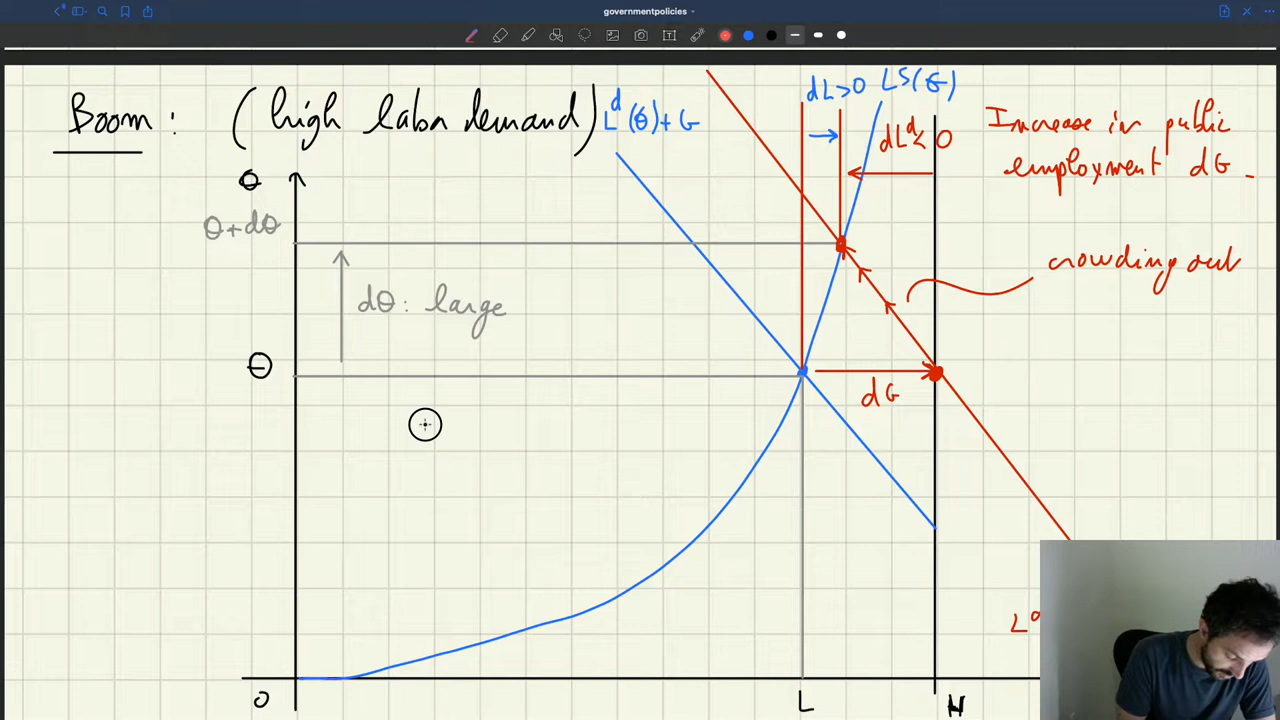 governmentpolicies
Boom: (high labor demand)
L^d(θ)+G
dL>0
LS(θ)
dL^d<0
Increase in public
employment dG.
θ
θ+dθ
dθ: large
crowding out
θ
dG
L
O
L
H